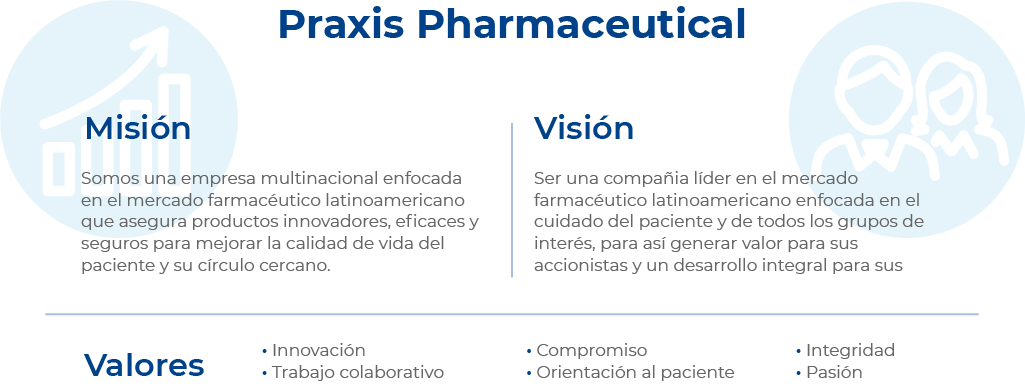 Praxis Pharmaceutical
Misión
Somos una empresa multinacional enfocada
en el mercado farmacéutico latinoamericano
que asegura productos innovadores, eficaces y
seguros para mejorar la calidad de vida del
paciente y su círculo cercano.
Visión
Ser una compañia líder en el mercado
farmacéutico latinoamericano enfocada en el
cuidado del paciente y de todos los grupos de
interés, para así generar valor para sus
accionistas y un desarrollo integral para sus
Valores
• Innovación
• Trabajo colaborativo
• Compromiso
• Orientación al paciente
• Integridad
• Pasión